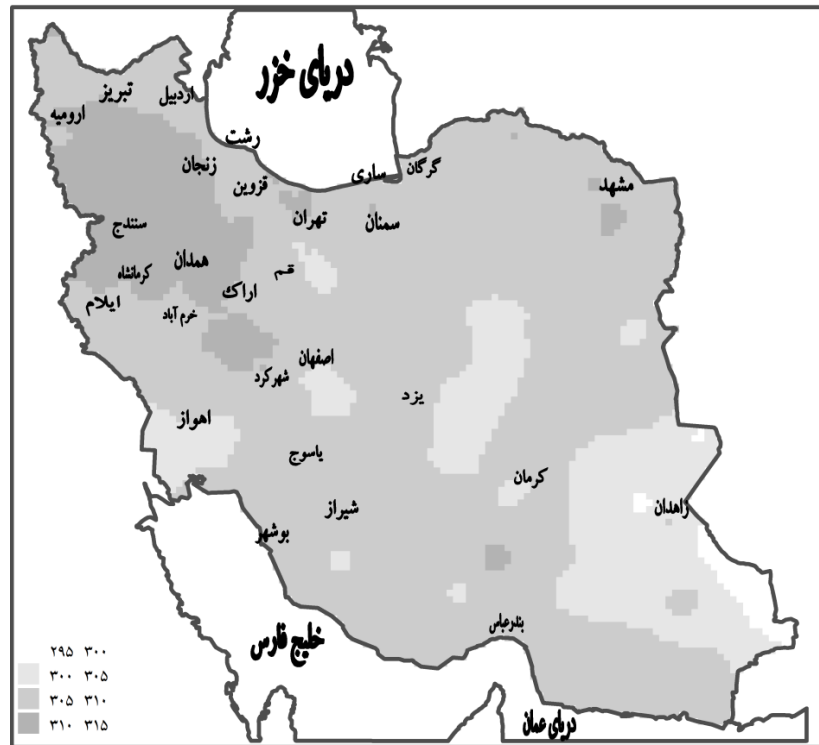 دریای خزر
تبریز
اردبیل
ارومیه
رشت
زنجان
ساری
گرگان
قزوین
مشهد
تهران
سمنان
سنندج
همدان
کرمانشاه
قم
اراک
ایلام
خرم آباد
اصفهان
شهرکرد
یزد
اهواز
یاسوج
کرمان
شیراز
زاهدان
بوشهر
بندرعباس
خلیج فارس
دریای عمان
۲۹۵ ۳۰۰
۳۰۰ ۳۰۵
۳۰۵ ۳۱۰
۳۱۰ ۳۱۵